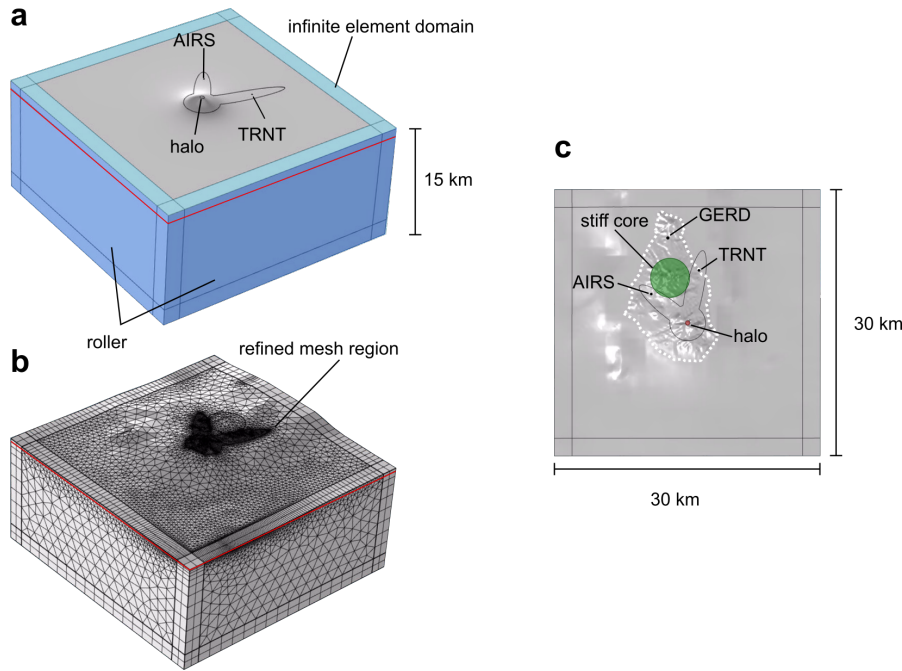 a
AIRS
infinite element domain
halo
TRNT
15 km
roller
b
refined mesh region
c
GERD
stiff core
TRNT
AIRS
halo
30 km
30 km